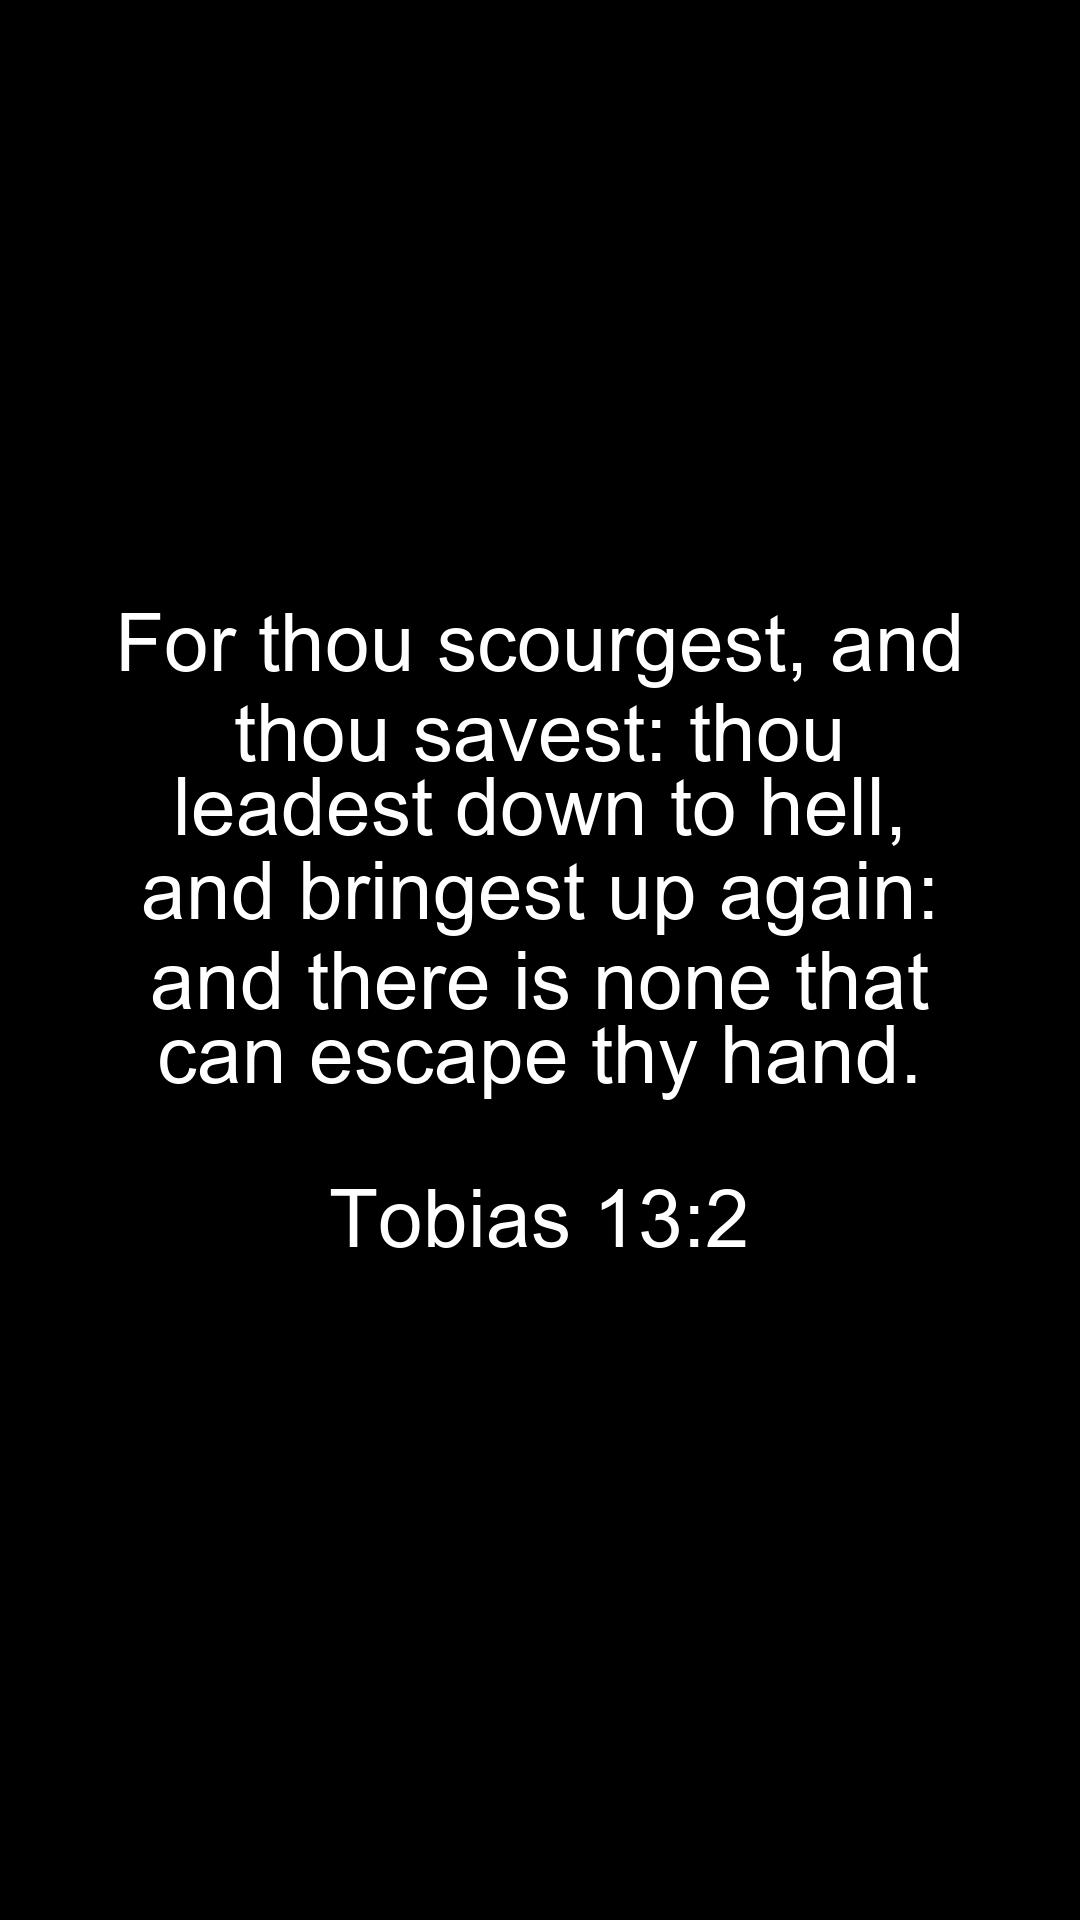 For thou scourgest, and
thou savest: thou
leadest down to hell,
and bringest up again:
and there is none that
can escape thy hand.
Tobias 13:2